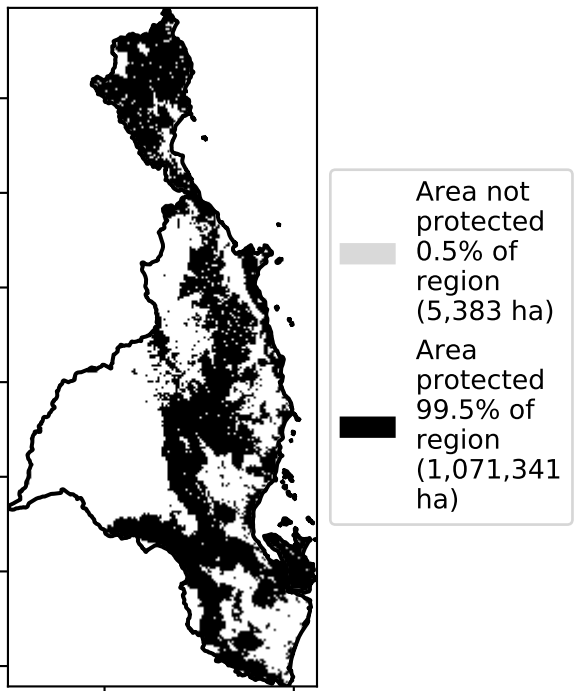 Area not
protected
0.5% of
region
(5,383 ha)
Area
protected
99.5% of
region
(1,071,341
ha)